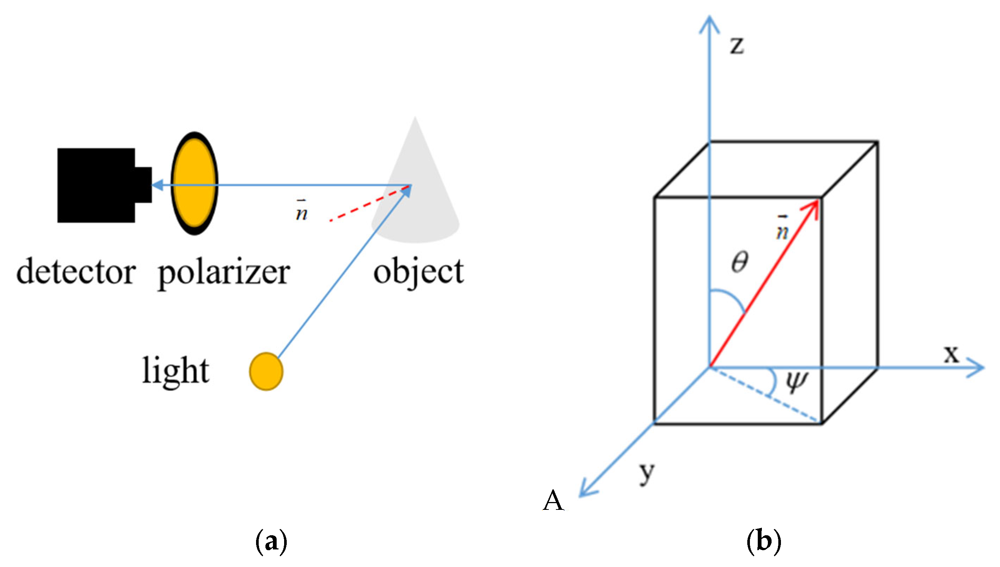 n⃗
detector polarizer object
light
(a)
z
n⃗
θ
x
ψ
y
A
(b)